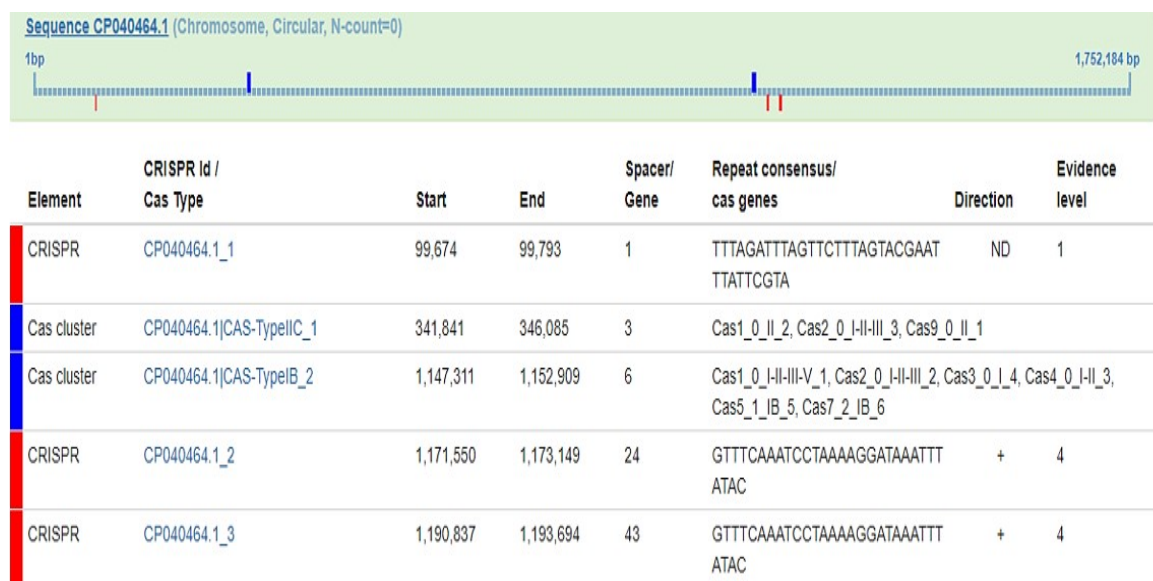 Sequence CP040464.1 (Chromosome, Circular, N-count=0)
1bp 1,752,184 bp
CRISPR Id / Spacer/ Repeat consensus/ Evidence
Element Cas Type Start End Gene cas genes Direction level
CRISPR CP040464.1_1 99,674 99,793 1 TTTAGATTTAGTTCTTTAGTACGAAT ND 1
TTATTCGTA
Cas cluster CP040464.1|CAS-TypeIIC_1 341,841 346,085 3 Cas1_0_II_2, Cas2_0_I-II-III_3, Cas9_0_II_1
Cas cluster CP040464.1|CAS-TypeIB_2 1,147,311 1,152,909 6 Cas1_0_I-II-III-V_1, Cas2_0_I-II-III_2, Cas3_0_I_4, Cas4_0_I-II_3,
Cas5_1_IB_5, Cas7_2_IB_6
CRISPR CP040464.1_2 1,171,550 1,173,149 24 GTTTCAAATCCTAAAAGGATAAATTT + 4
ATAC
CRISPR CP040464.1_3 1,190,837 1,193,694 43 GTTTCAAATCCTAAAAGGATAAATTT + 4
ATAC